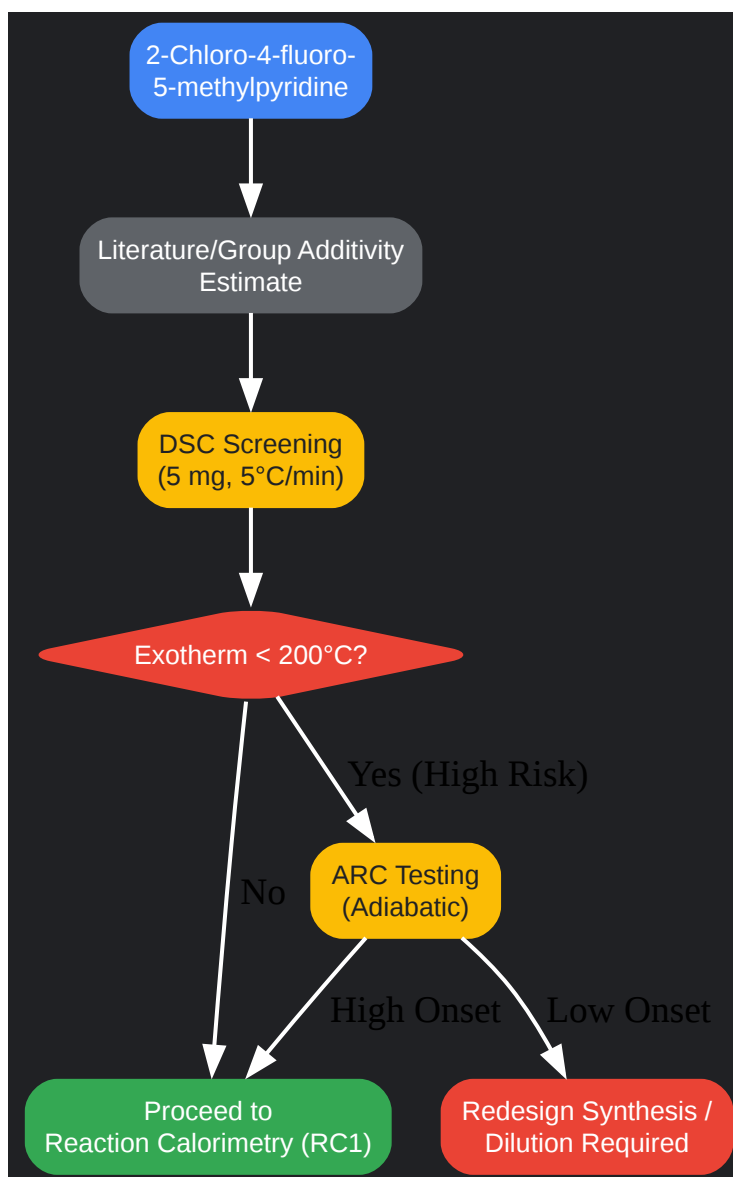 2-Chloro-4-fluoro-
5-methylpyridine
Literature/Group Additivity
Estimate
DSC Screening
(5 mg, 5°C/min)
Exotherm < 200°C?
Yes (High Risk)
ARC Testing
(Adiabatic)
No
High Onset
Low Onset
Proceed to
Reaction Calorimetry (RC1)
Redesign Synthesis /
Dilution Required